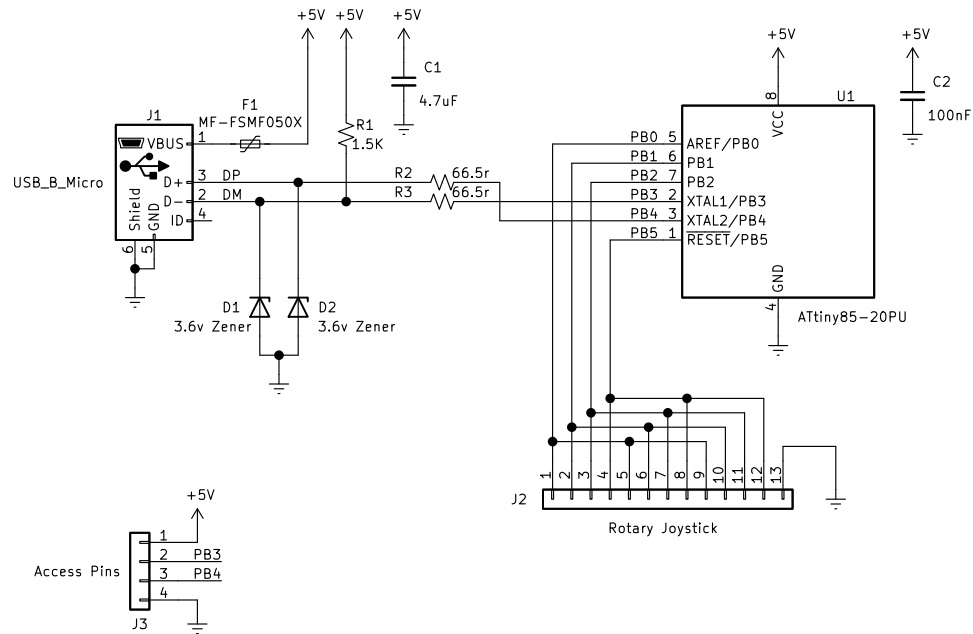 +5V +5V +5V
C1
4.7uF
F1
MF-FSMF050X
R1
1.5K
J1
VBUS 1
USB_B_Micro
D+ 3 DP
D- 2 DM
ID 4
Shield
GND
6
5
R2 66.5r
R3 66.5r
D1
3.6v Zener
D2
3.6v Zener
+5V
8
VCC
U1
+5V
C2
100nF
PB0 5 AREF/PB0
PB1 6 PB1
PB2 7 PB2
PB3 2 XTAL1/PB3
PB4 3 XTAL2/PB4
PB5 1 RESET/PB5
GND
4
ATtiny85-20PU
1 2 3 4 5 6 7 8 9 10 11 12 13
J2
Rotary Joystick
+5V
1
2 PB3
Access Pins
3 PB4
4
J3